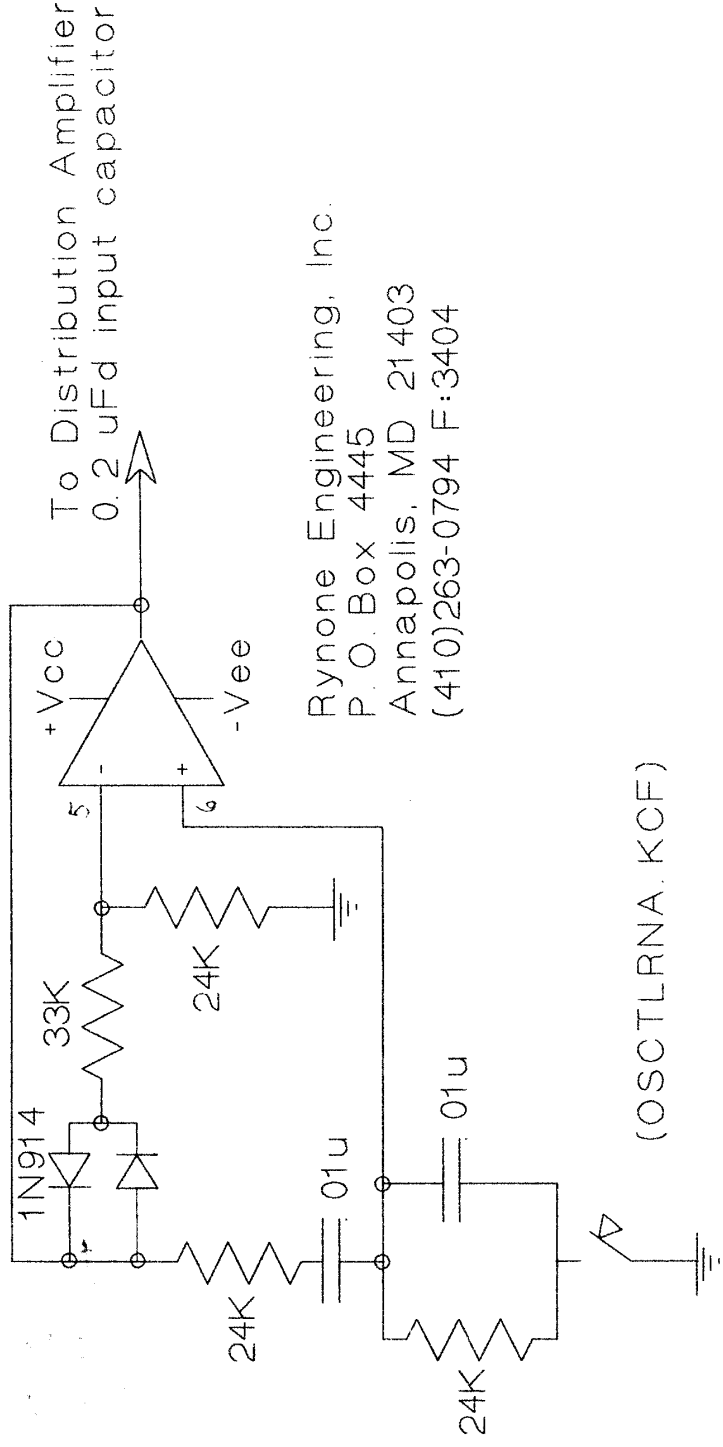 To Distribution Amplifier
0.2 uFd input capacitor
+Vcc
-Vee
5
6
-
+
33K
24K
1N914
24K
.01u
.01u
24K
Rynone Engineering, Inc.
P.O.Box 4445
Annapolis, MD 21403
(410)263-0794 F:3404
(OSCTLRNA.KCF)